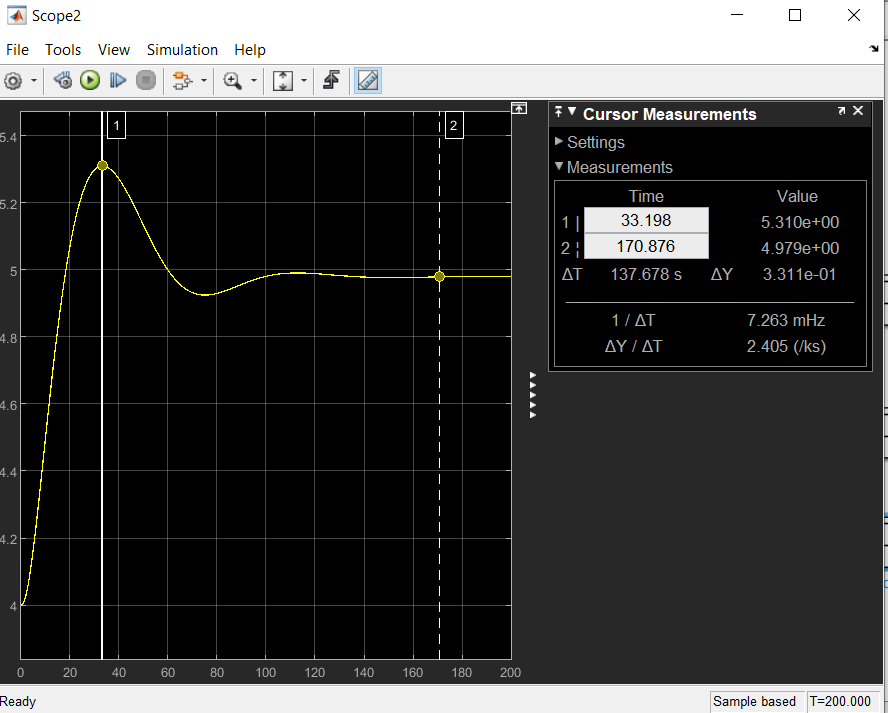 Scope2
File Tools View Simulation Help
1
2
5.4
5.2
5
4.8
4.6
4.4
4.2
4
0 20 40 60 80 100 120 140 160 180 200
Cursor Measurements
Settings
Measurements
Time Value
1 | 33.198 5.310e+00
2 ¦ 170.876 4.979e+00
ΔT 137.678 s ΔY 3.311e-01
1 / ΔT 7.263 mHz
ΔY / ΔT 2.405 (/ks)
Ready Sample based T=200.000